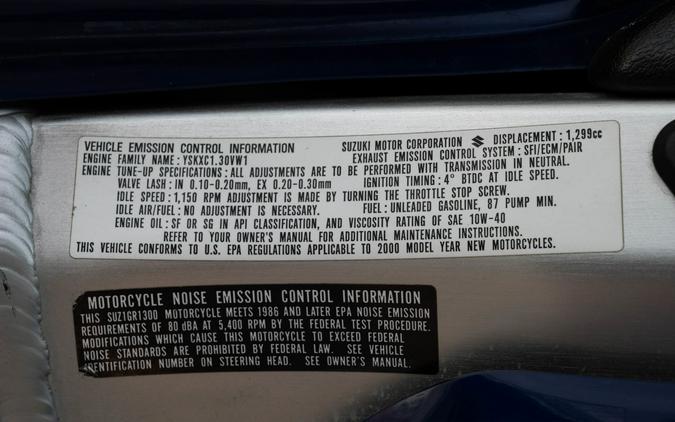 VEHICLE EMISSION CONTROL INFORMATION SUZUKI MOTOR CORPORATION DISPLACEMENT : 1,299cc
ENGINE FAMILY NAME : YSKXC1.30VW1 EXHAUST EMISSION CONTROL SYSTEM : SFI/ECM/PAIR
ENGINE TUNE-UP SPECIFICATIONS : ALL ADJUSTMENTS ARE TO BE PERFORMED WITH TRANSMISSION IN NEUTRAL.
VALVE LASH : IN 0.10-0.20mm, EX 0.20-0.30mm IGNITION TIMING : 4° BTDC AT IDLE SPEED.
IDLE SPEED : 1,150 RPM ADJUSTMENT IS MADE BY TURNING THE THROTTLE STOP SCREW.
IDLE AIR/FUEL : NO ADJUSTMENT IS NECESSARY. FUEL : UNLEADED GASOLINE, 87 PUMP MIN.
ENGINE OIL : SF OR SG IN API CLASSIFICATION, AND VISCOSITY RATING OF SAE 10W-40
REFER TO YOUR OWNER'S MANUAL FOR ADDITIONAL MAINTENANCE INSTRUCTIONS.
THIS VEHICLE CONFORMS TO U.S. EPA REGULATIONS APPLICABLE TO 2000 MODEL YEAR NEW MOTORCYCLES.
MOTORCYCLE NOISE EMISSION CONTROL INFORMATION
THIS SUZ1GR1300 MOTORCYCLE MEETS 1986 AND LATER EPA NOISE EMISSION
REQUIREMENTS OF 80 dBA AT 5,400 RPM BY THE FEDERAL TEST PROCEDURE.
MODIFICATIONS WHICH CAUSE THIS MOTORCYCLE TO EXCEED FEDERAL
NOISE STANDARDS ARE PROHIBITED BY FEDERAL LAW. SEE VEHICLE
IDENTIFICATION NUMBER ON STEERING HEAD. SEE OWNER'S MANUAL.